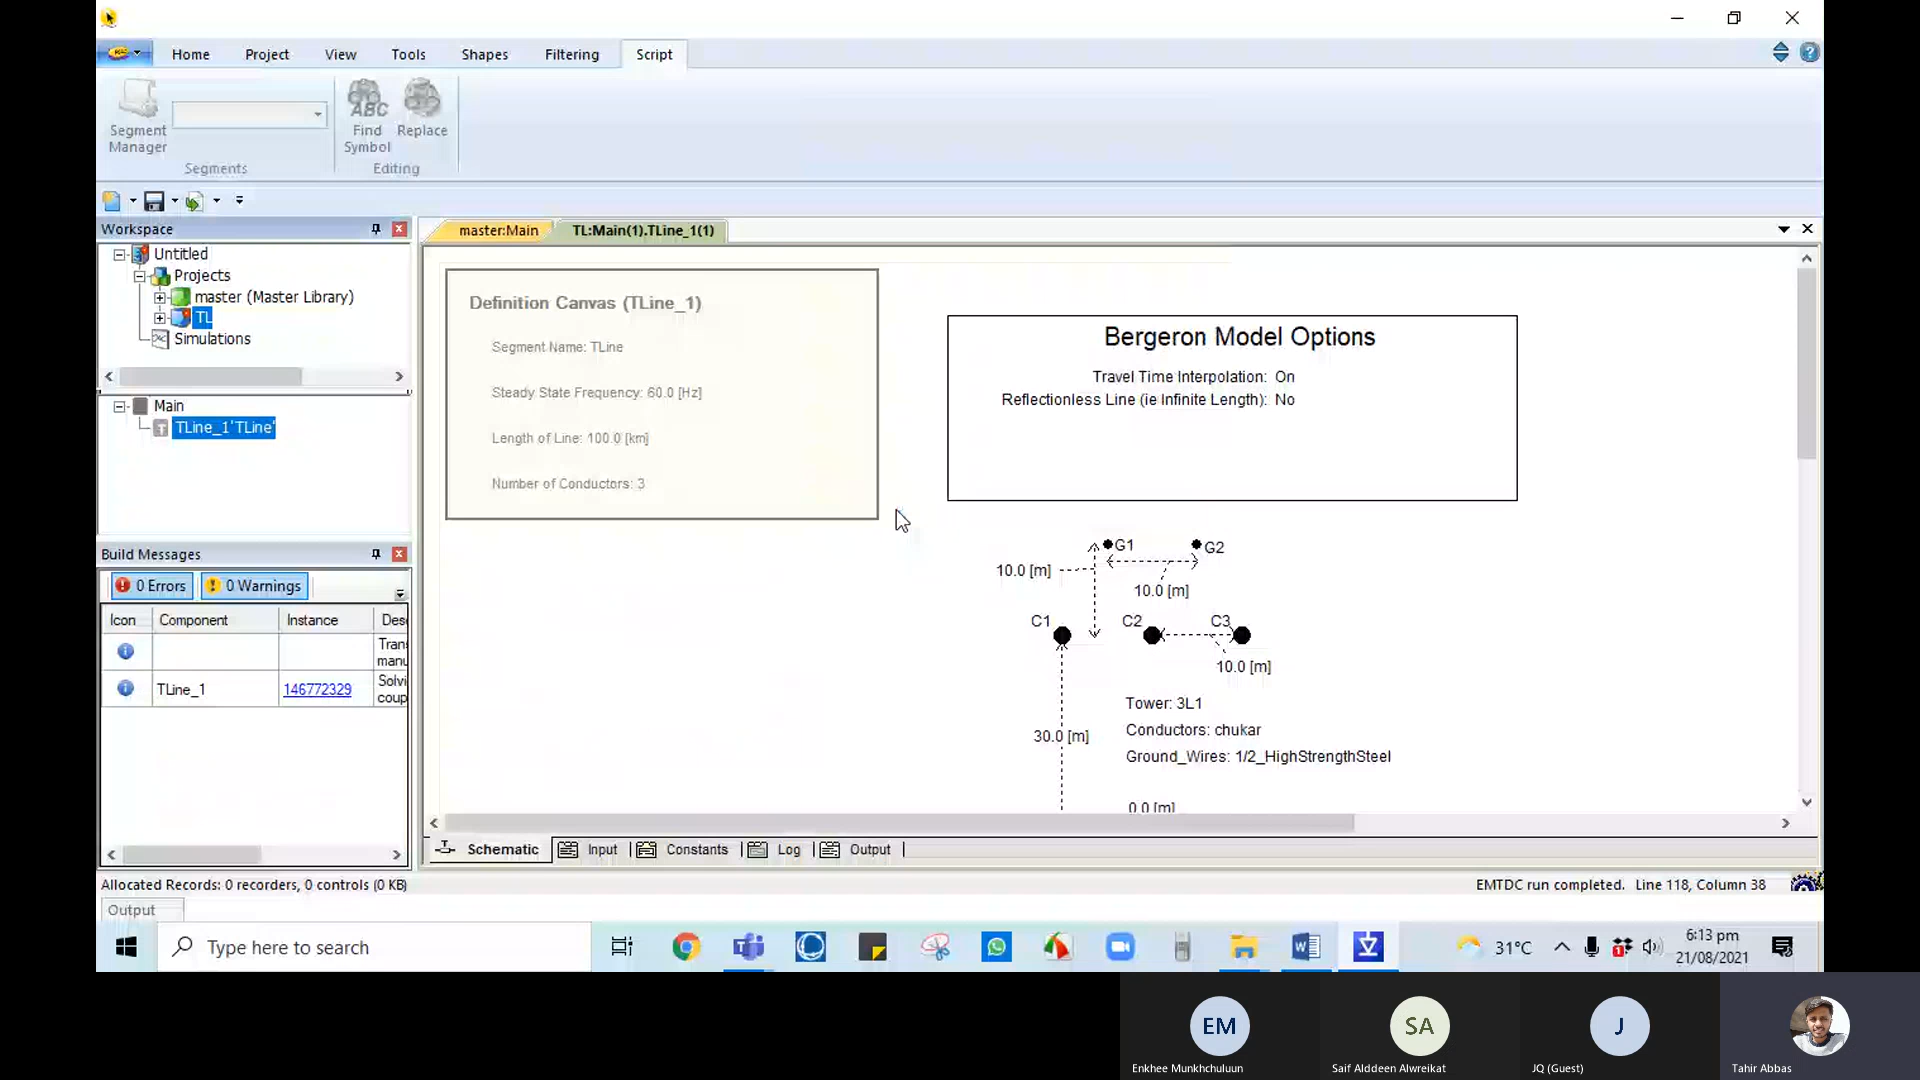 Home Project View Tools Shapes Filtering Script
Segment Manager
Find Symbol
Replace
Segments
Editing
Workspace
Untitled
Projects
master (Master Library)
TL
Simulations
Main
TLine_1'TLine'
Build Messages
0 Errors 0 Warnings
Icon Component Instance Des
Tran
manu
TLine_1 146772329 Solvi
coup
master:Main TL:Main(1).TLine_1(1)
Definition Canvas (TLine_1)
Segment Name: TLine
Steady State Frequency: 60.0 [Hz]
Length of Line: 100.0 [km]
Number of Conductors: 3
Bergeron Model Options
Travel Time Interpolation: On
Reflectionless Line (ie Infinite Length): No
G1 G2
10.0 [m]
10.0 [m]
C1 C2 C3
10.0 [m]
Tower: 3L1
Conductors: chukar
30.0 [m]
Ground_Wires: 1/2_HighStrengthSteel
0.0 [m]
Schematic Input Constants Log Output
Allocated Records: 0 recorders, 0 controls (0 KB)
EMTDC run completed. Line 118, Column 38
Output
Type here to search
31°C
6:13 pm
21/08/2021
EM SA J
Enkhee Munkhchuluun Saif Alddeen Alwreikat JQ (Guest) Tahir Abbas